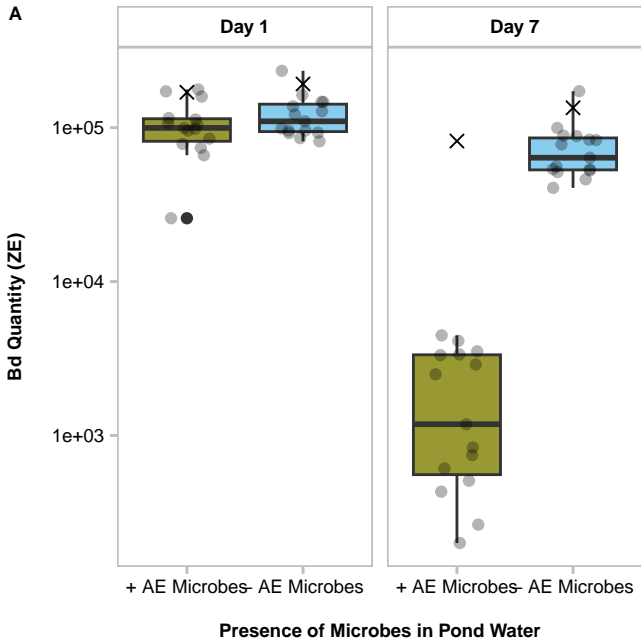 A
Day 1
Day 7
Bd Quantity (ZE)
1e+05
1e+04
1e+03
+ AE Microbes
- AE Microbes
+ AE Microbes
- AE Microbes
Presence of Microbes in Pond Water